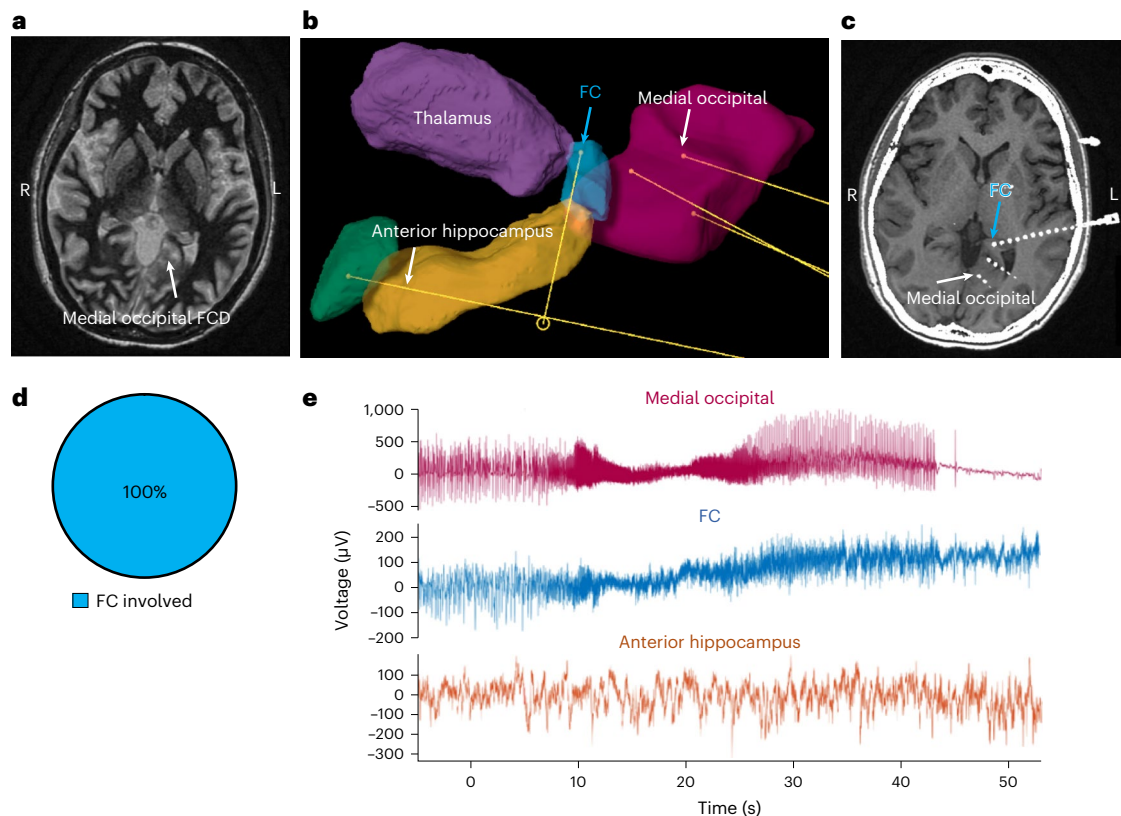 a
R
L
Medial occipital FCD
b
Thalamus
FC
Medial occipital
Anterior hippocampus
c
R
FC
L
Medial occipital
d
100%
FC involved
e
Medial occipital
1,000
500
0
–500
FC
200
100
0
–100
–200
Anterior hippocampus
100
0
–100
–200
–300
Voltage (µV)
0
10
20
30
40
50
Time (s)